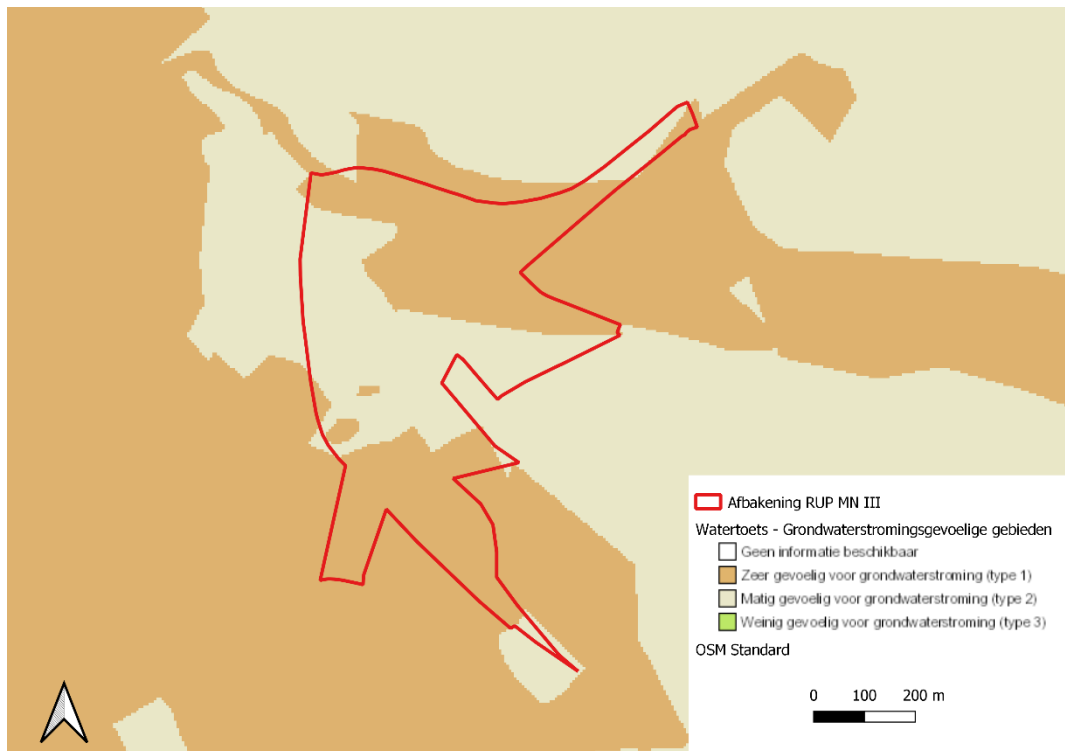 Afbakening RUP MN III
Watertoets - Grondwaterstromingsgevoelige gebieden
Geen informatie beschikbaar
Zeer gevoelig voor grondwaterstroming (type 1)
Matig gevoelig voor grondwaterstroming (type 2)
Weinig gevoelig voor grondwaterstroming (type 3)
OSM Standard
0 100 200 m